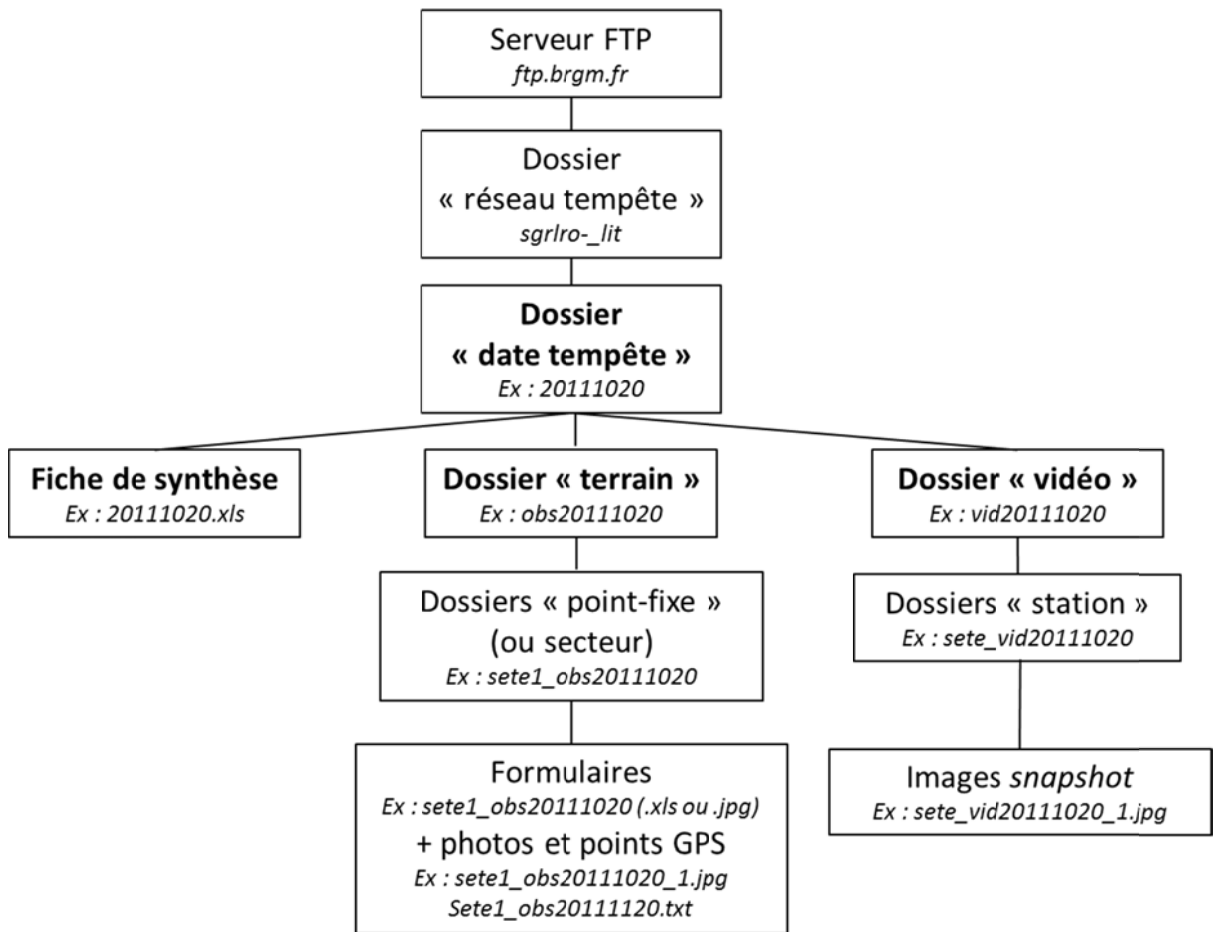 Serveur FTP
ftp.brgm.fr
Dossier
« réseau tempête »
sgrlro-_lit
Dossier
« date tempête »
Ex : 20111020
Fiche de synthèse
Ex : 20111020.xls
Dossier « terrain »
Ex : obs20111020
Dossier « vidéo »
Ex : vid20111020
Dossiers « point-fixe »
(ou secteur)
Ex : sete1_obs20111020
Dossiers « station »
Ex : sete_vid20111020
Formulaires
Ex : sete1_obs20111020 (.xls ou .jpg)
+ photos et points GPS
Ex : sete1_obs20111020_1.jpg
Sete1_obs20111120.txt
Images snapshot
Ex : sete_vid20111020_1.jpg